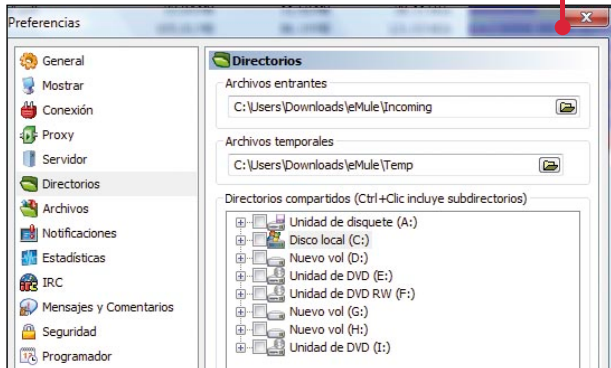 Preferencias
General
Mostrar
Conexión
Proxy
Servidor
Directorios
Archivos
Notificaciones
Estadísticas
IRC
Mensajes y Comentarios
Seguridad
Programador
Directorios
Archivos entrantes
C:\Users\Downloads\eMule\Incoming
Archivos temporales
C:\Users\Downloads\eMule\Temp
Directorios compartidos (Ctrl+Clic incluye subdirectorios)
Unidad de disquete (A:)
Disco local (C:)
Nuevo vol (D:)
Unidad de DVD (E:)
Unidad de DVD RW (F:)
Nuevo vol (G:)
Nuevo vol (H:)
Unidad de DVD (I:)